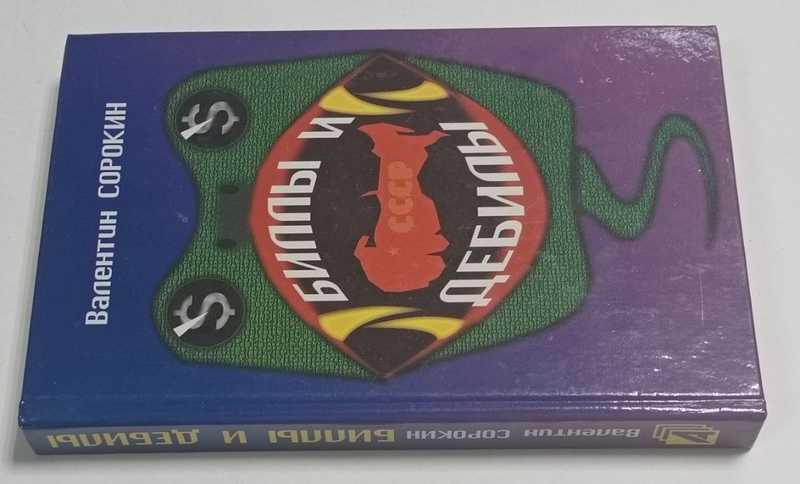 Валентин СОРОКИН
БИЛЛЫ И
СССР
ДЕБИЛЫ
Валентин СОРОКИН БИЛЛЫ И ДЕБИЛЫ